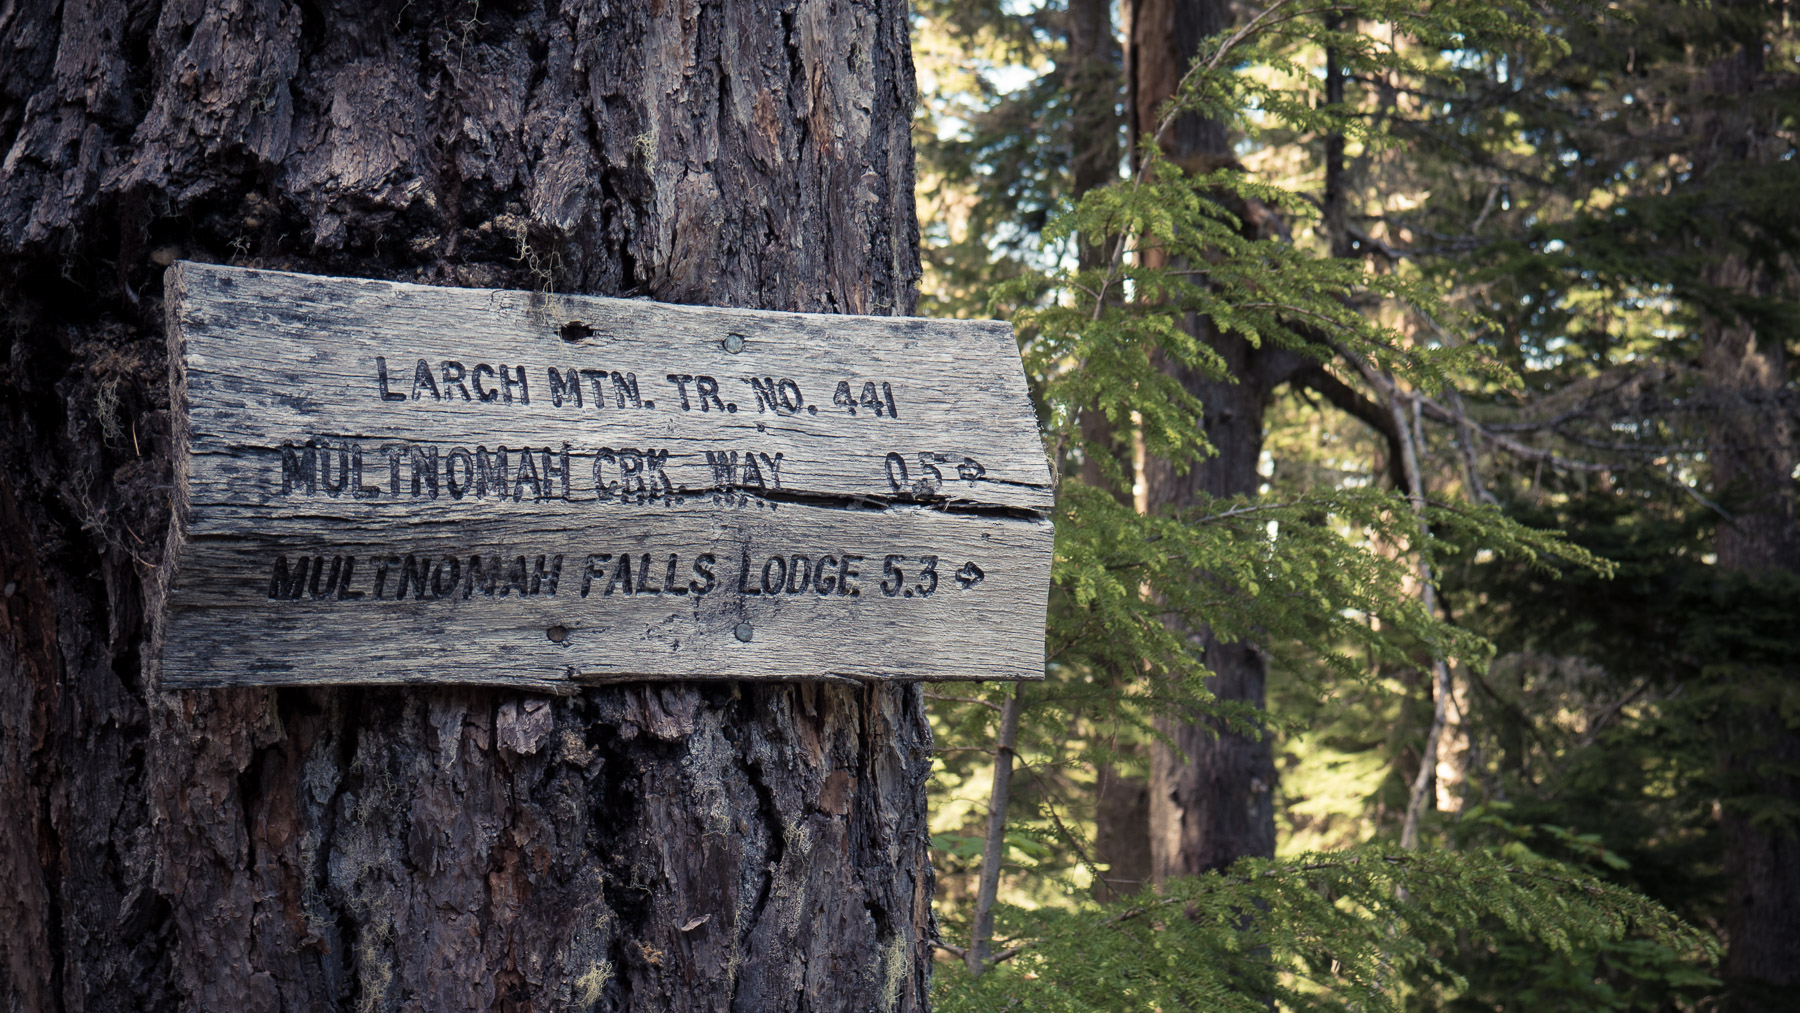 LARCH MTN. TR. NO. 441
MULTNOMAH CRK. WAY 0.5 →
MULTNOMAH FALLS LODGE 5.3 →